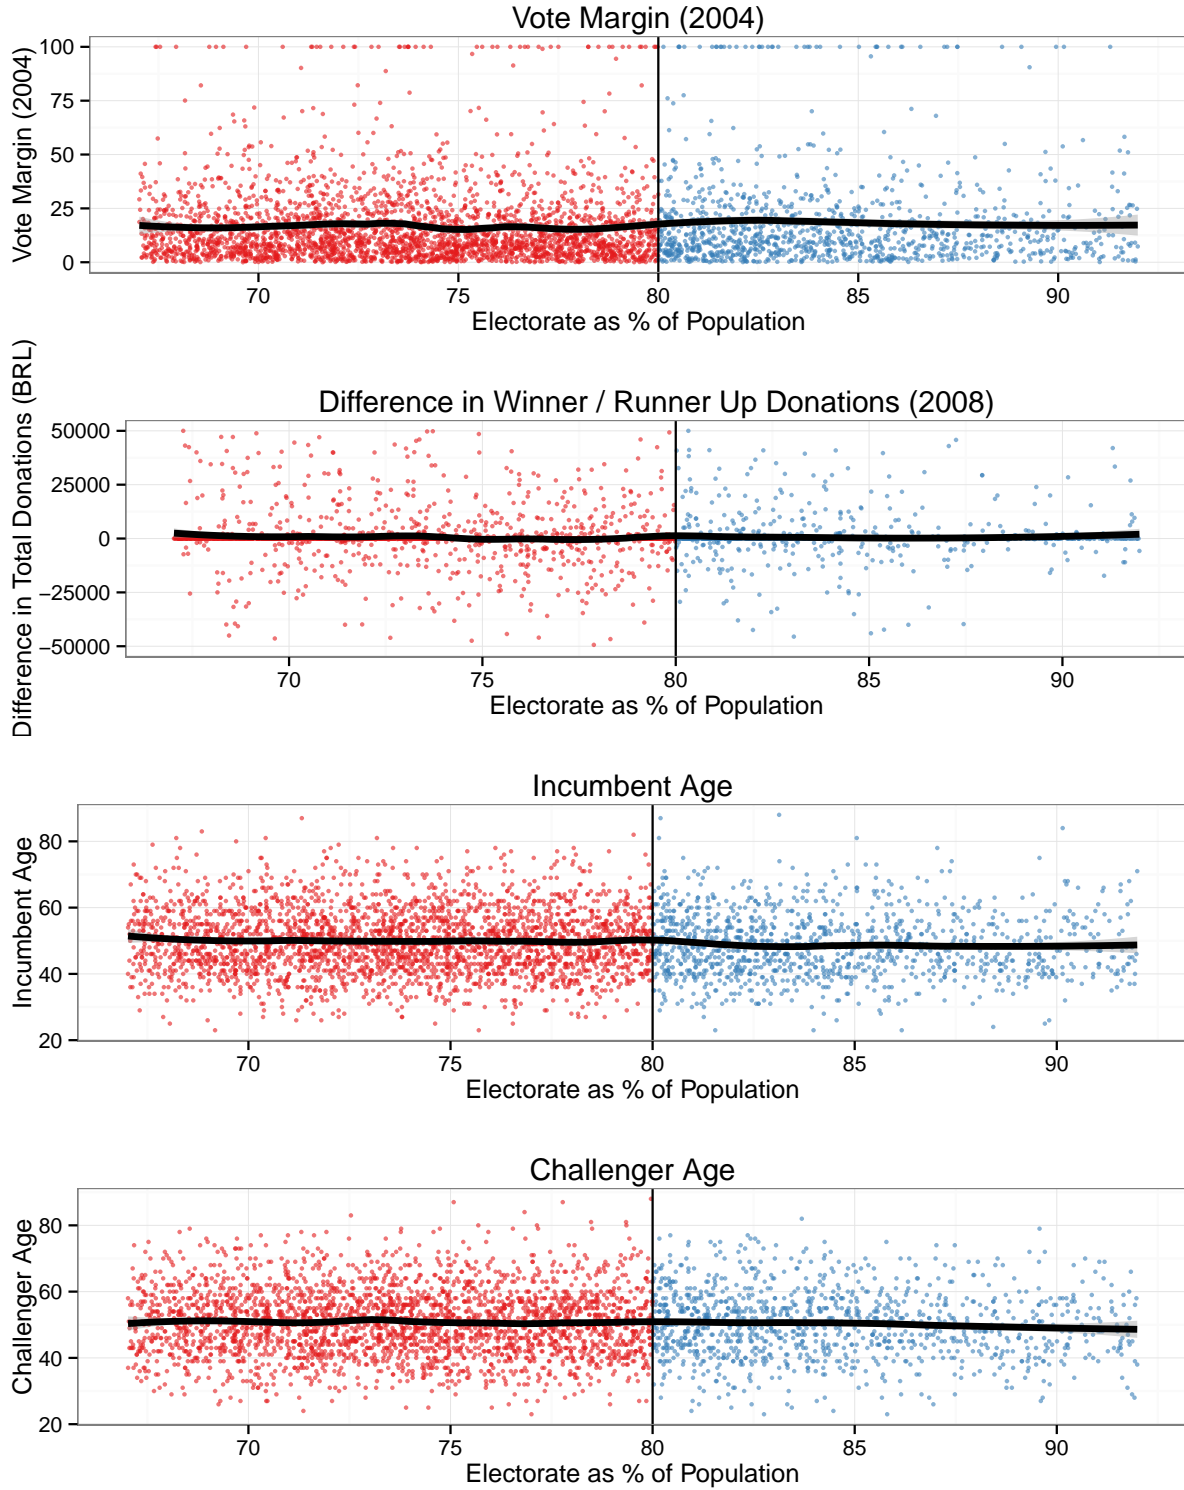 Vote Margin (2004)
Vote Margin (2004)
100
75
50
25
0
70 75 80 85 90
Electorate as % of Population
Difference in Winner / Runner Up Donations (2008)
Difference in Total Donations (BRL)
50000
25000
0
−25000
−50000
70 75 80 85 90
Electorate as % of Population
Incumbent Age
Incumbent Age
80
60
40
20
70 75 80 85 90
Electorate as % of Population
Challenger Age
Challenger Age
80
60
40
20
70 75 80 85 90
Electorate as % of Population